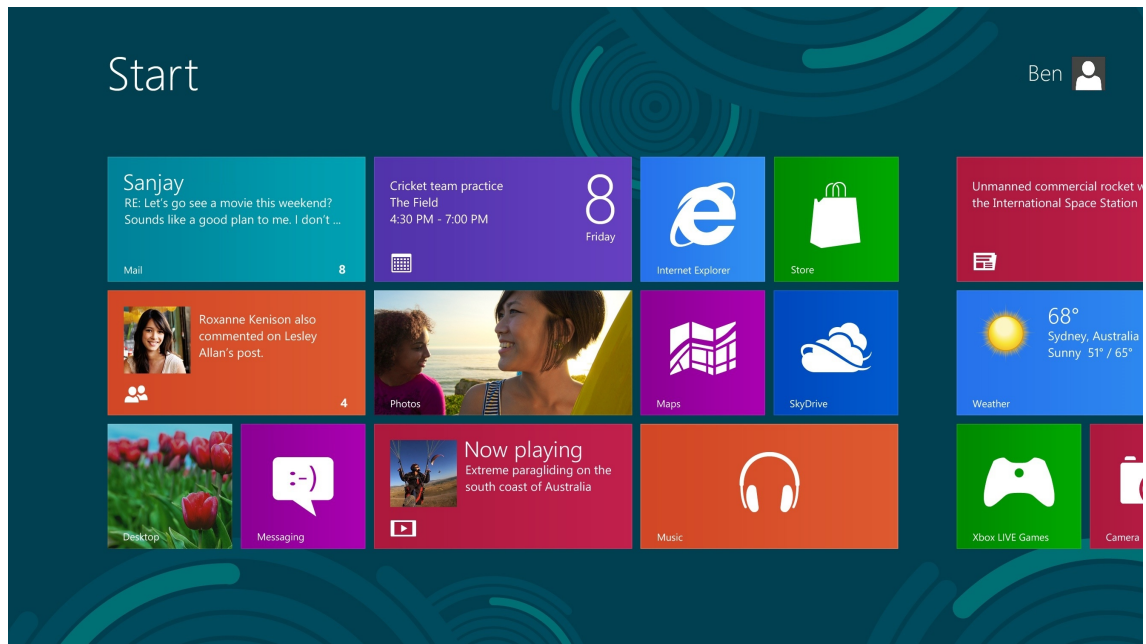 Start
Ben
Sanjay
RE: Let's go see a movie this weekend?
Sounds like a good plan to me. I don't ...
Mail
8
Cricket team practice
The Field
4:30 PM - 7:00 PM
8
Friday
Internet Explorer
Store
Unmanned commercial rocket
the International Space Station
Roxanne Kenison also
commented on Lesley
Allan's post.
4
Photos
Maps
SkyDrive
68°
Sydney, Australia
Sunny 51° / 65°
Weather
Desktop
:-)
Messaging
Now playing
Extreme paragliding on the
south coast of Australia
Music
Xbox LIVE Games
Camera